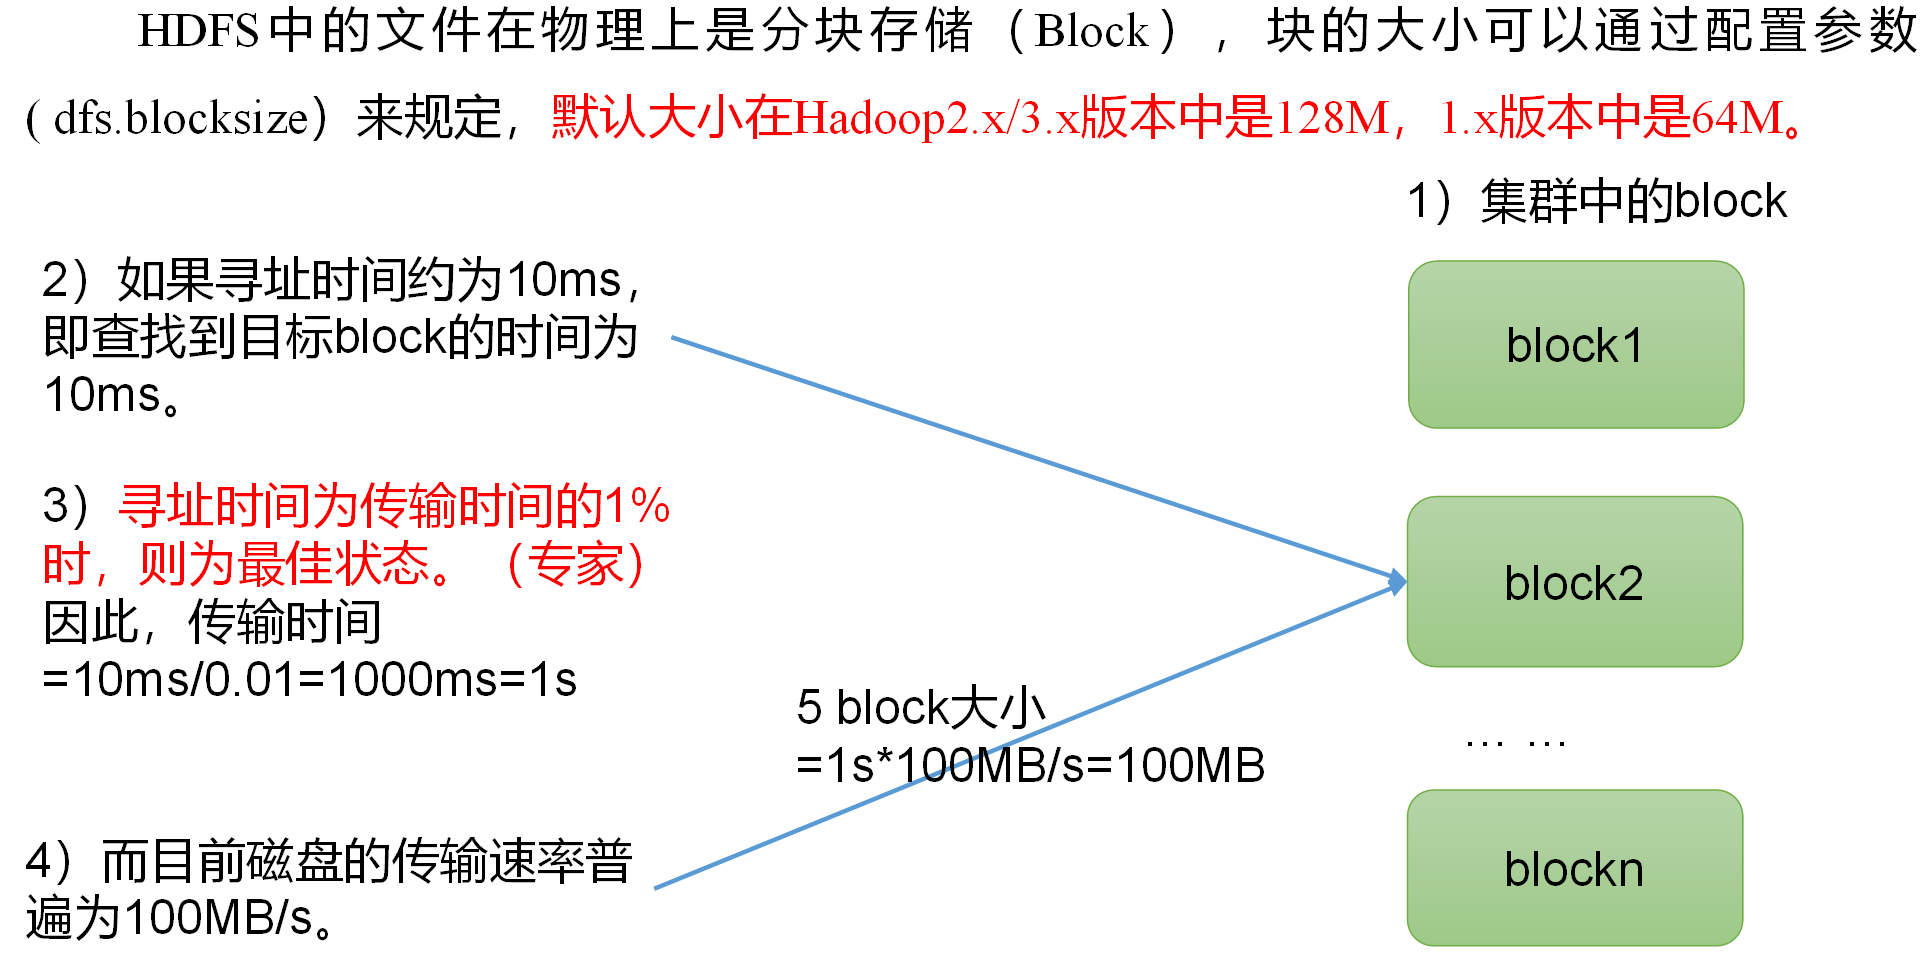 HDFS中的文件在物理上是分块存储（Block），块的大小可以通过配置参数
( dfs.blocksize）来规定，默认大小在Hadoop2.x/3.x版本中是128M，1.x版本中是64M。
1）集群中的block
2）如果寻址时间约为10ms，
即查找到目标block的时间为
10ms。
block1
3）寻址时间为传输时间的1%
时，则为最佳状态。（专家）
因此，传输时间
=10ms/0.01=1000ms=1s
block2
5 block大小
=1s*100MB/s=100MB
... ...
4）而目前磁盘的传输速率普
遍为100MB/s。
blockn